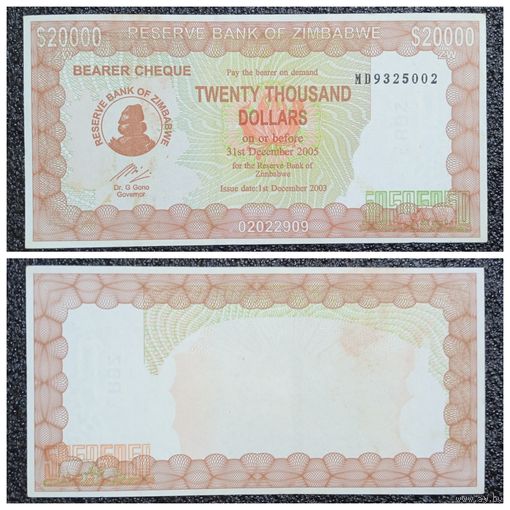 $20000 RESERVE BANK OF ZIMBABWE $20000
BEARER CHEQUE
Pay the bearer on demand
MD9325002
TWENTY THOUSAND
DOLLARS
on or before
31st December 2005
for the Reserve Bank of
Zimbabwe
Issue date:1st December 2003
RESERVE BANK OF ZIMBABWE
Dr. G Gono
Governor
02022909